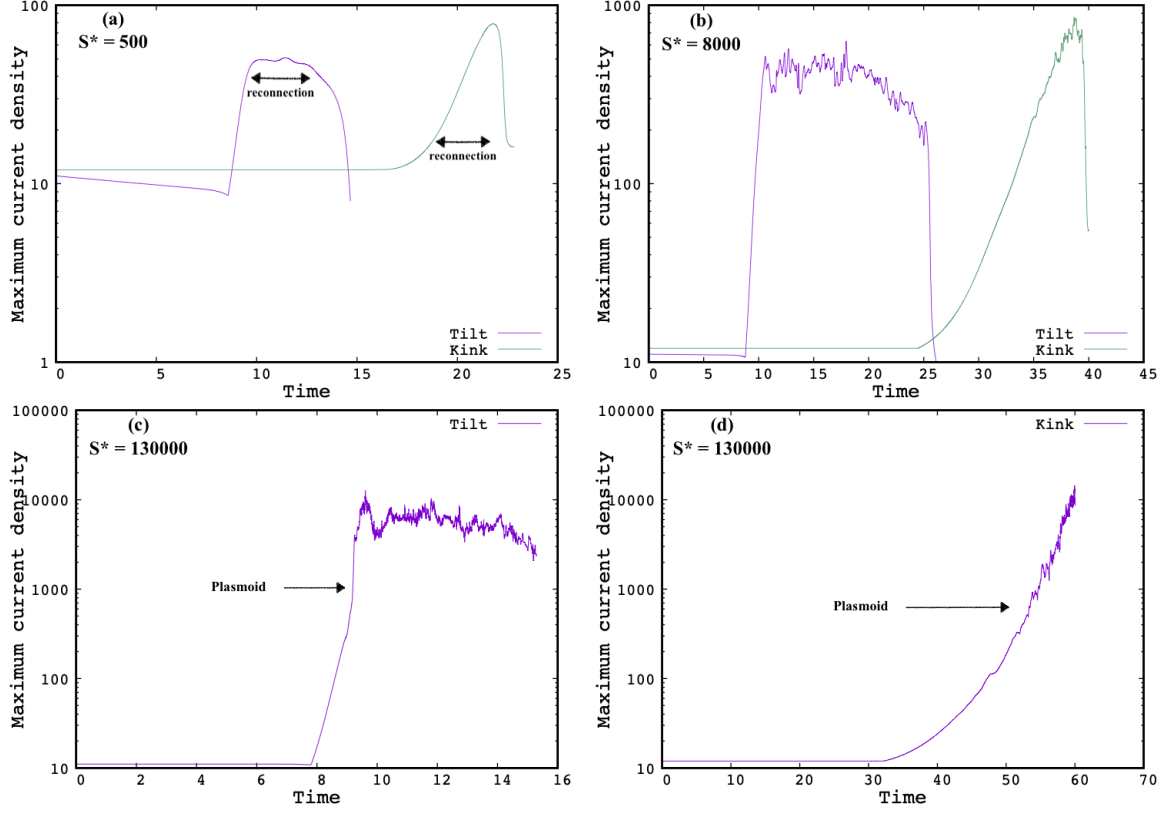 (a)
S* = 500
Maximum current density
100
10
1
reconnection
reconnection
Tilt
Kink
0 5 10 15 20 25
Time
(b)
S* = 8000
Maximum current density
1000
100
10
Tilt
Kink
0 5 10 15 20 25 30 35 40 45
Time
(c)
S* = 130000
Maximum current density
100000
10000
1000
100
10
Tilt
Plasmoid
0 2 4 6 8 10 12 14 16
Time
(d)
S* = 130000
Maximum current density
100000
10000
1000
100
10
Kink
Plasmoid
0 10 20 30 40 50 60 70
Time